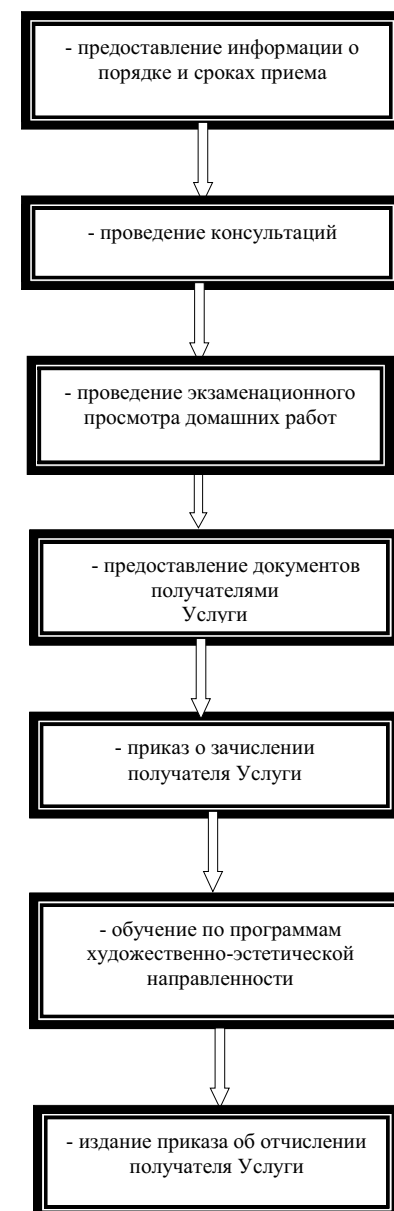 - предоставление информации о
порядке и сроках приема
- проведение консультаций
- проведение экзаменационного
просмотра домашних работ
- предоставление документов
получателями
Услуги
- приказ о зачислении
получателя Услуги
- обучение по программам
художественно-эстетической
направленности
- издание приказа об отчислении
получателя Услуги